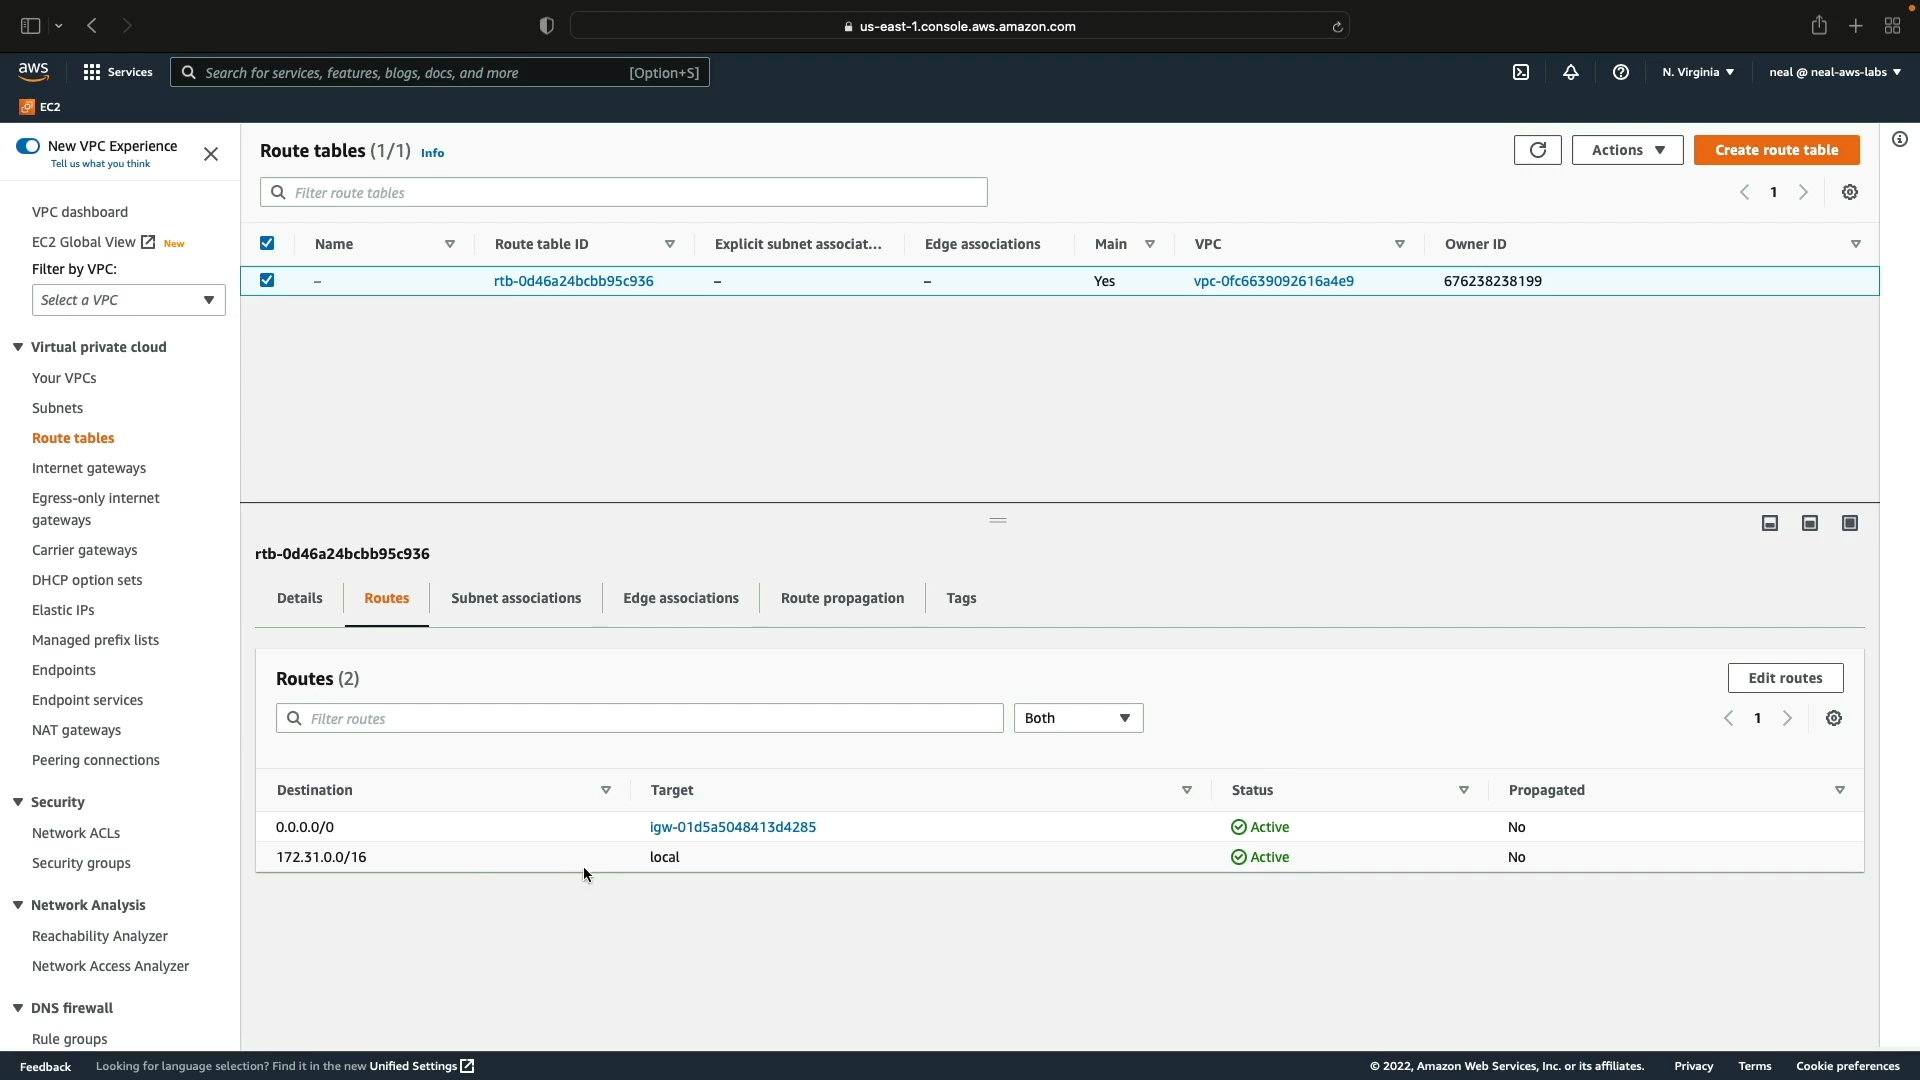 us-east-1.console.aws.amazon.com
aws
Services
Search for services, features, blogs, docs, and more
[Option+S]
N. Virginia
neal @ neal-aws-labs
EC2
New VPC Experience
Tell us what you think
VPC dashboard
EC2 Global View
New
Filter by VPC:
Select a VPC
Virtual private cloud
Your VPCs
Subnets
Route tables
Internet gateways
Egress-only internet
gateways
Carrier gateways
DHCP option sets
Elastic IPs
Managed prefix lists
Endpoints
Endpoint services
NAT gateways
Peering connections
Security
Network ACLs
Security groups
Network Analysis
Reachability Analyzer
Network Access Analyzer
DNS firewall
Rule groups
Route tables (1/1) Info
Actions
Create route table
Filter route tables
1
Name Route table ID Explicit subnet associat... Edge associations Main VPC Owner ID
– rtb-0d46a24bcbb95c936 – – Yes vpc-0fc6639092616a4e9 676238238199
rtb-0d46a24bcbb95c936
Details Routes Subnet associations Edge associations Route propagation Tags
Routes (2)
Edit routes
Filter routes
Both
1
Destination Target Status Propagated
0.0.0.0/0 igw-01d5a5048413d4285 Active No
172.31.0.0/16 local Active No
Feedback
Looking for language selection? Find it in the new Unified Settings
© 2022, Amazon Web Services, Inc. or its affiliates.
Privacy
Terms
Cookie preferences